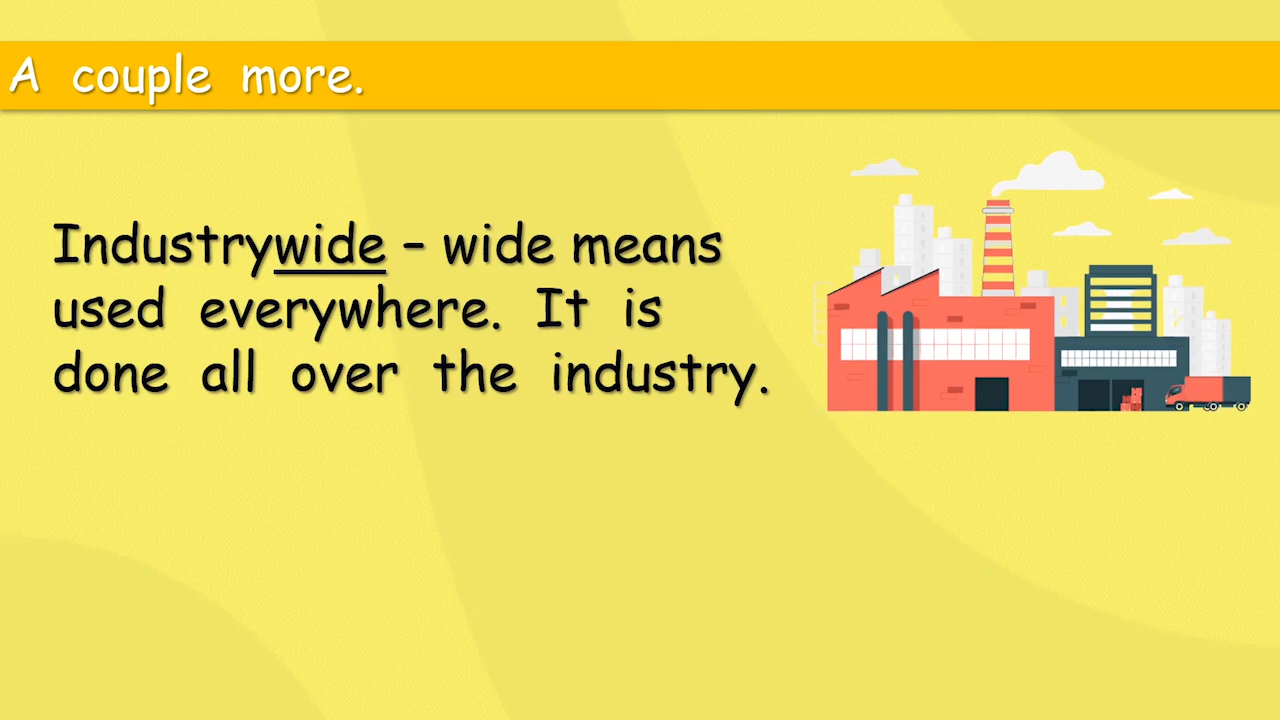 A couple more.
Industrywide – wide means
used everywhere. It is
done all over the industry.